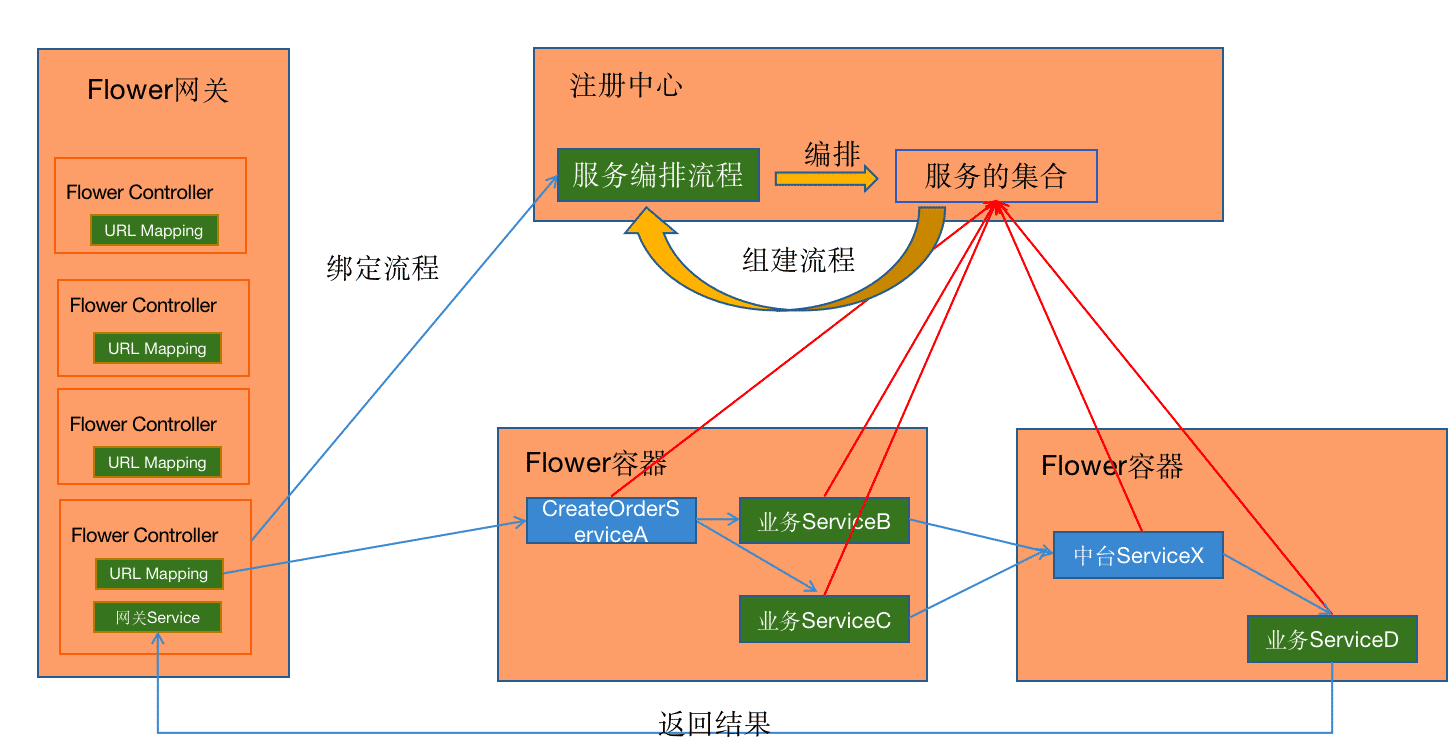 Flower网关
Flower Controller
URL Mapping
Flower Controller
URL Mapping
Flower Controller
URL Mapping
Flower Controller
URL Mapping
网关Service
绑定流程
注册中心
服务编排流程
编排
服务的集合
组建流程
Flower容器
CreateOrderS
erviceA
业务ServiceB
业务ServiceC
Flower容器
中台ServiceX
业务ServiceD
返回结果